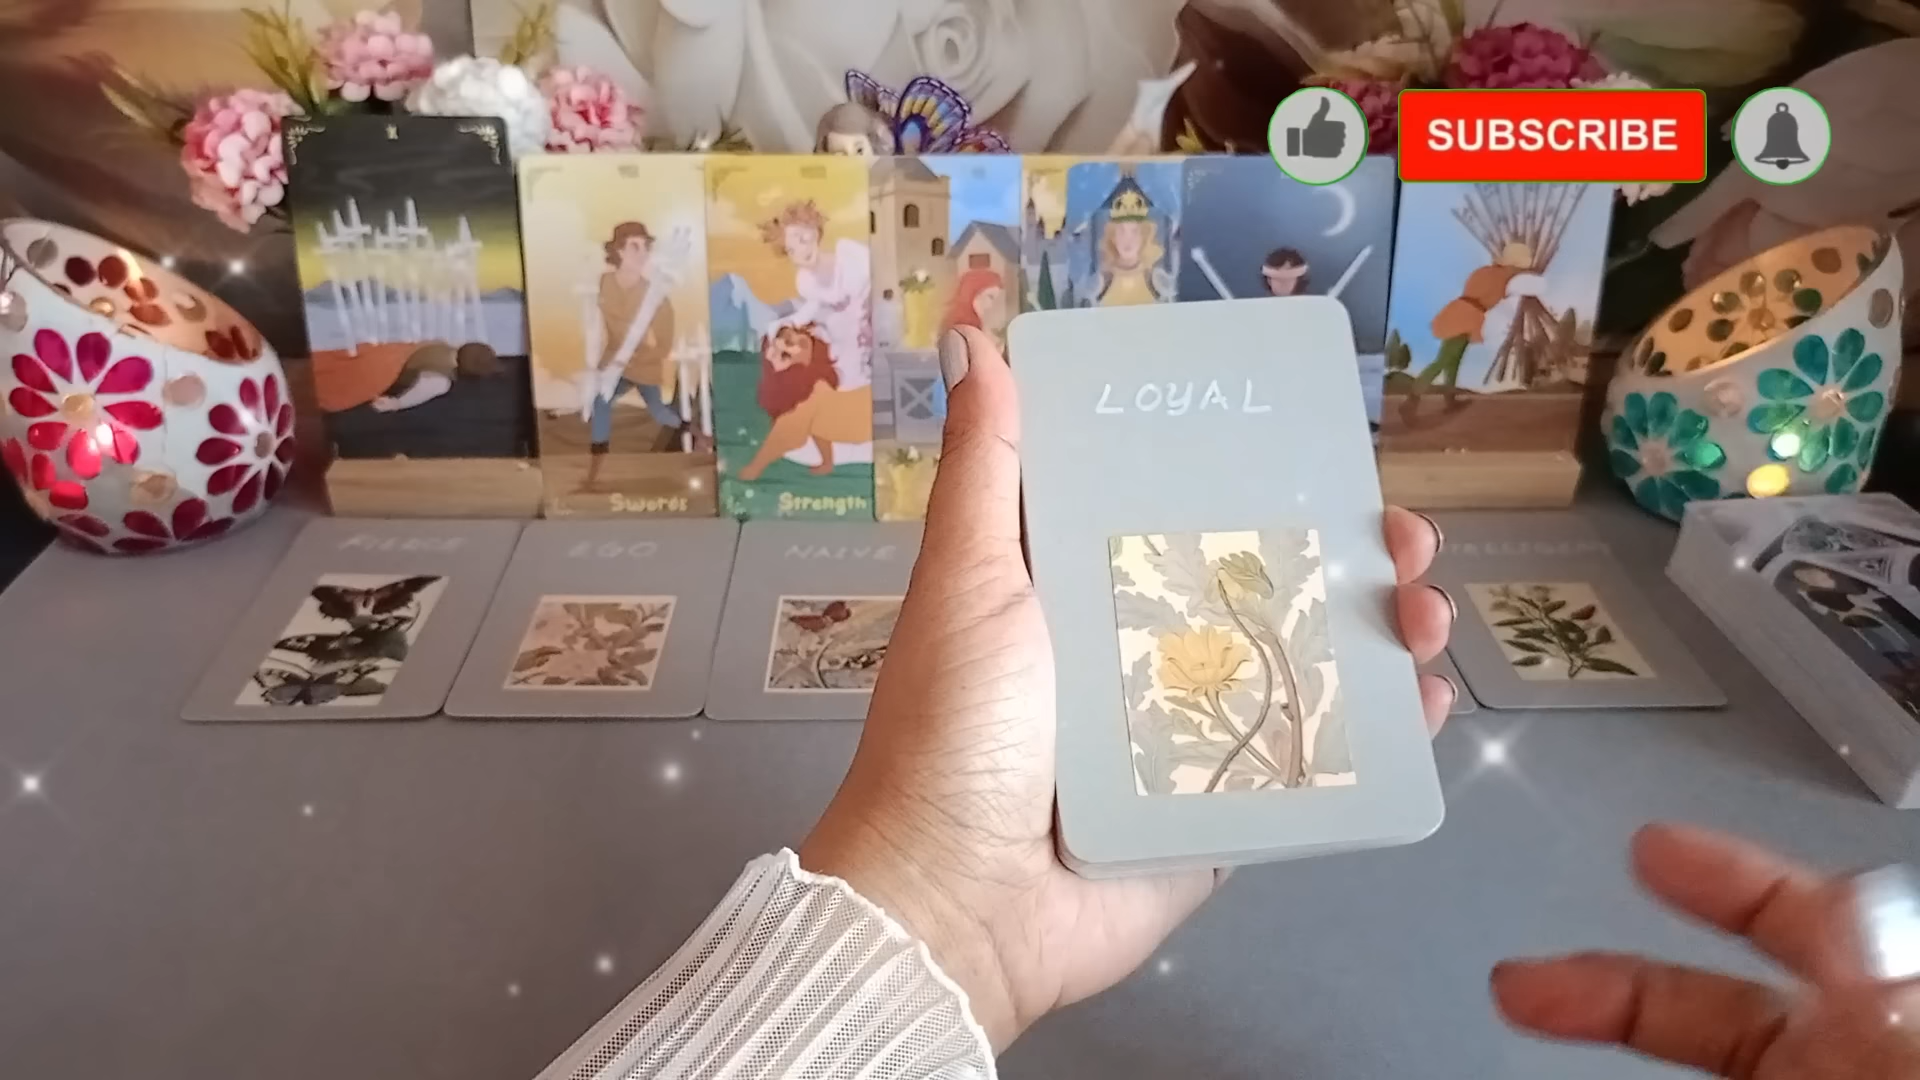 SUBSCRIBE
LOYAL
Swords
Strength
FIERCE
EGO
NAIVE